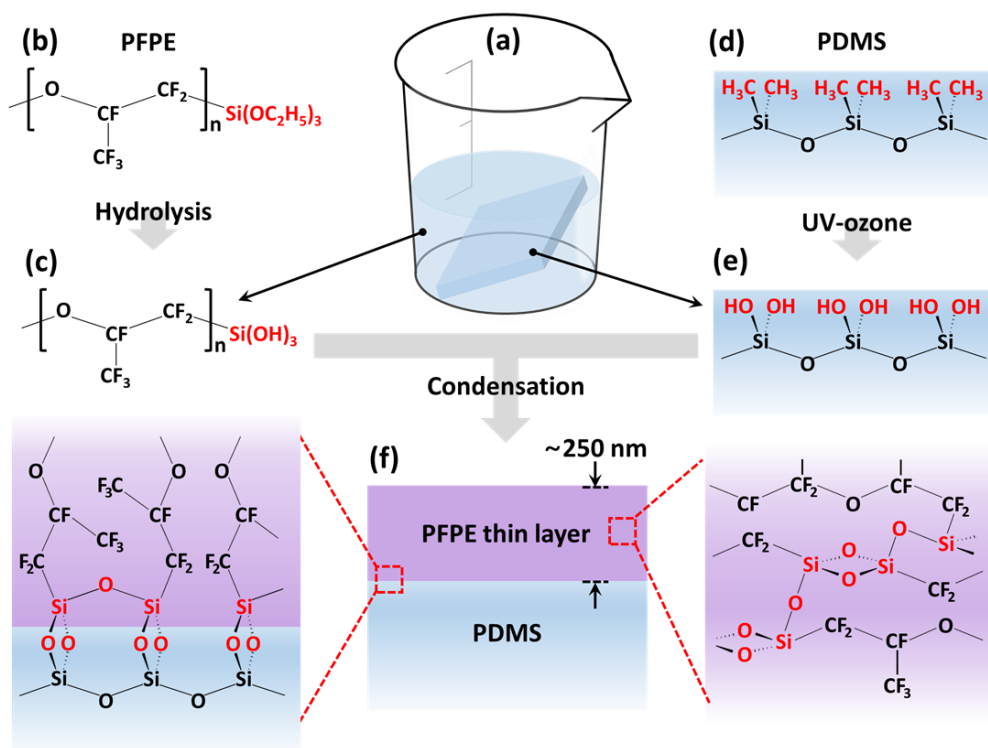 (b) PFPE
O
CF₂
CF
CF₃
n
Si(OC₂H₅)₃
Hydrolysis
(c)
O
CF₂
CF
CF₃
n
Si(OH)₃
(a)
(d) PDMS
H₃C CH₃ H₃C CH₃ H₃C CH₃
Si Si Si
O O
UV-ozone
(e)
HO OH HO OH HO OH
Si Si Si
O O
Condensation
O O O
F₃C
CF CF CF
CF₃
F₂C CF₂ F₂C
O
Si Si Si
O O O O O O
Si Si Si
O O
(f)
~250 nm
PFPE thin layer
PDMS
CF CF₂ O CF
CF₂
O Si
CF₂ Si O Si
O
CF₂
O
O Si CF₂ CF O
O
CF₃